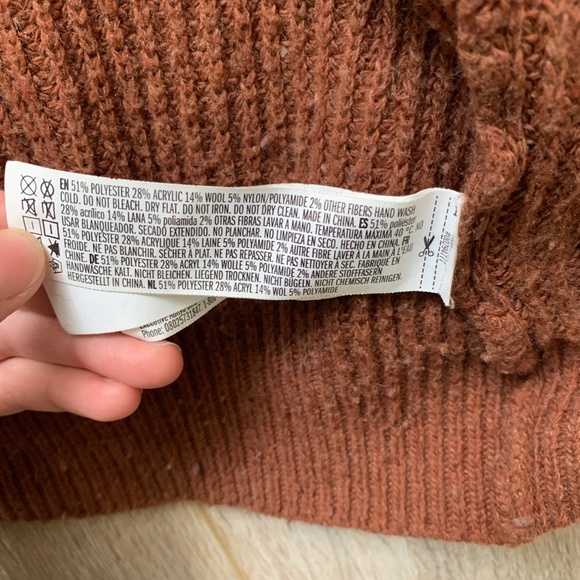 EN 51% POLYESTER 28% ACRYLIC 14% WOOL 5% NYLON/POLYAMIDE 2% OTHER FIBERS HAND WASH
COLD. DO NOT BLEACH. DRY FLAT. DO NOT IRON. DO NOT DRY CLEAN. MADE IN CHINA. ES 51% poliéster
28% acrílico 14% LANA 5% poliamida 2% OTRAS FIBRAS LAVAR A MANO. TEMPERATURA MAXIMA 40 °C. NO
USAR BLANQUEADOR. SECADO EXTENDIDO. NO PLANCHAR. NO LIMPIEZA EN SECO. HECHO EN CHINA. FR
51% POLYESTER 28% ACRYLIQUE 14% LAINE 5% POLYAMIDE 2% AUTRE FIBRE LAVER A LA MAIN À L'EAU
FROIDE. NE PAS BLANCHIR. SÉCHER À PLAT. NE PAS REPASSER. NE PAS NETTOYER A SEC. FABRIQUE EN
CHINA. DE 51% POLYESTER 28% ACRYL 14% WOLLE 5% POLYAMIDE 2% ANDERE STOFFFASERN
HANDWÄSCHE KALT. NICHT BLEICHEN. LIEGEND TROCKNEN. NICHT BÜGELN. NICHT CHEMISCH REINIGEN.
HERGESTELLT IN CHINA. NL 51% POLYESTER 28% ACRYL 14% WOL 5% POLYAMIDE
Phone: 08025731847.